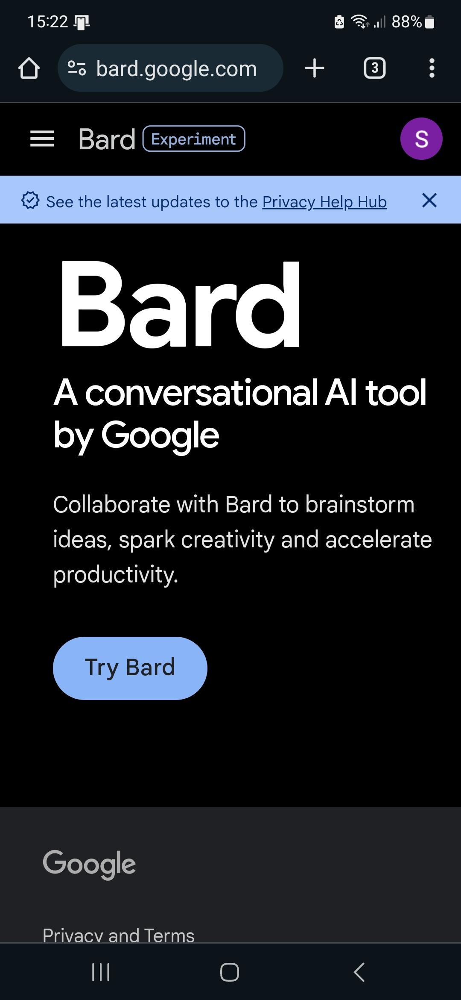 15:22
88%
bard.google.com
3
Bard Experiment
S
See the latest updates to the Privacy Help Hub
Bard
A conversational AI tool
by Google
Collaborate with Bard to brainstorm
ideas, spark creativity and accelerate
productivity.
Try Bard
Google
Privacy and Terms